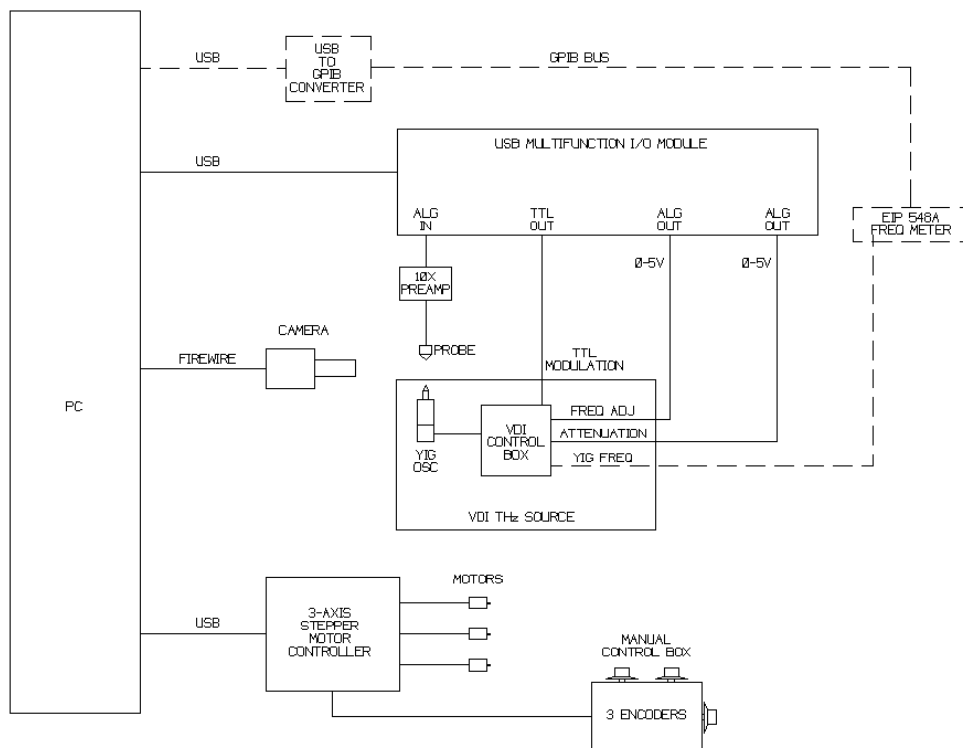 USB
USB
TO
GPIB
CONVERTER
GPIB BUS
USB
USB MULTIFUNCTION I/O MODULE
ALG
IN
TTL
OUT
ALG
OUT
ALG
OUT
EIP 548A
FREQ METER
0-5V
0-5V
10X
PREAMP
PROBE
CAMERA
FIREWIRE
TTL
MODULATION
PC
YIG
OSC
VDI
CONTROL
BOX
FREQ ADJ
ATTENUATION
YIG FREQ
VDI THz SOURCE
USB
3-AXIS
STEPPER
MOTOR
CONTROLLER
MOTORS
MANUAL
CONTROL BOX
3 ENCODERS